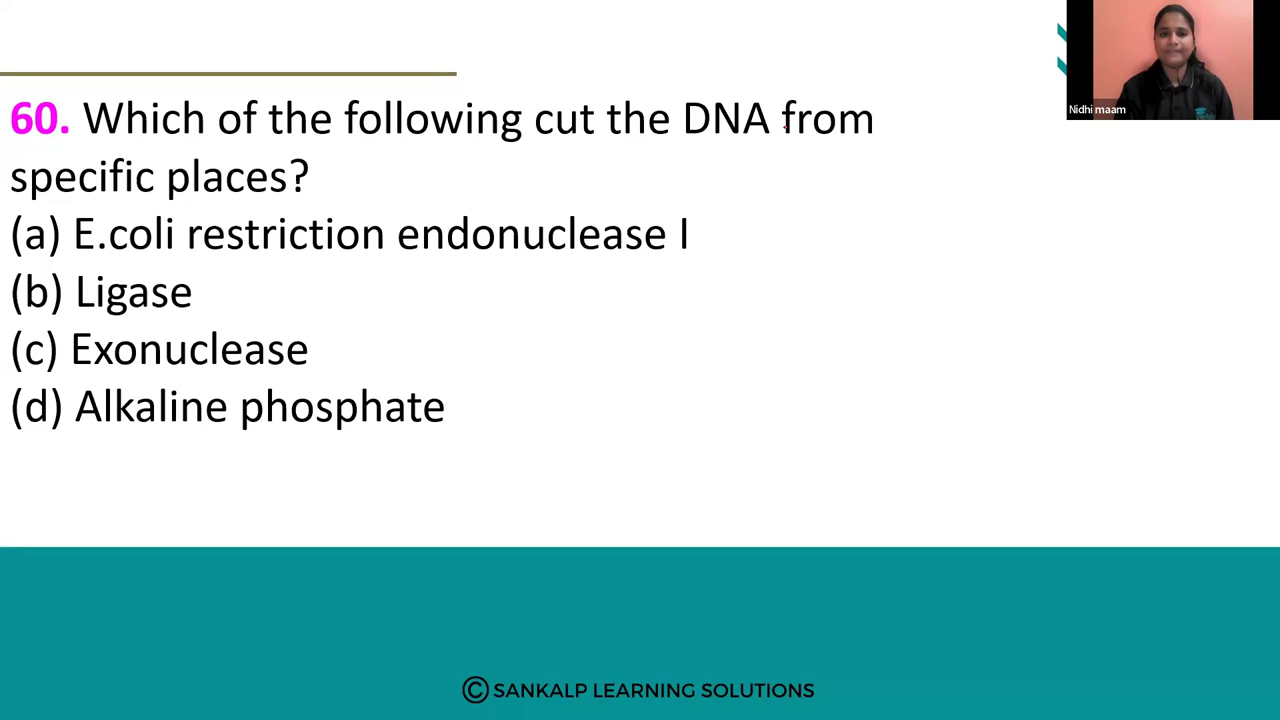 Nidhi maam
60. Which of the following cut the DNA from
specific places?
(a) E.coli restriction endonuclease I
(b) Ligase
(c) Exonuclease
(d) Alkaline phosphate
© SANKALP LEARNING SOLUTIONS